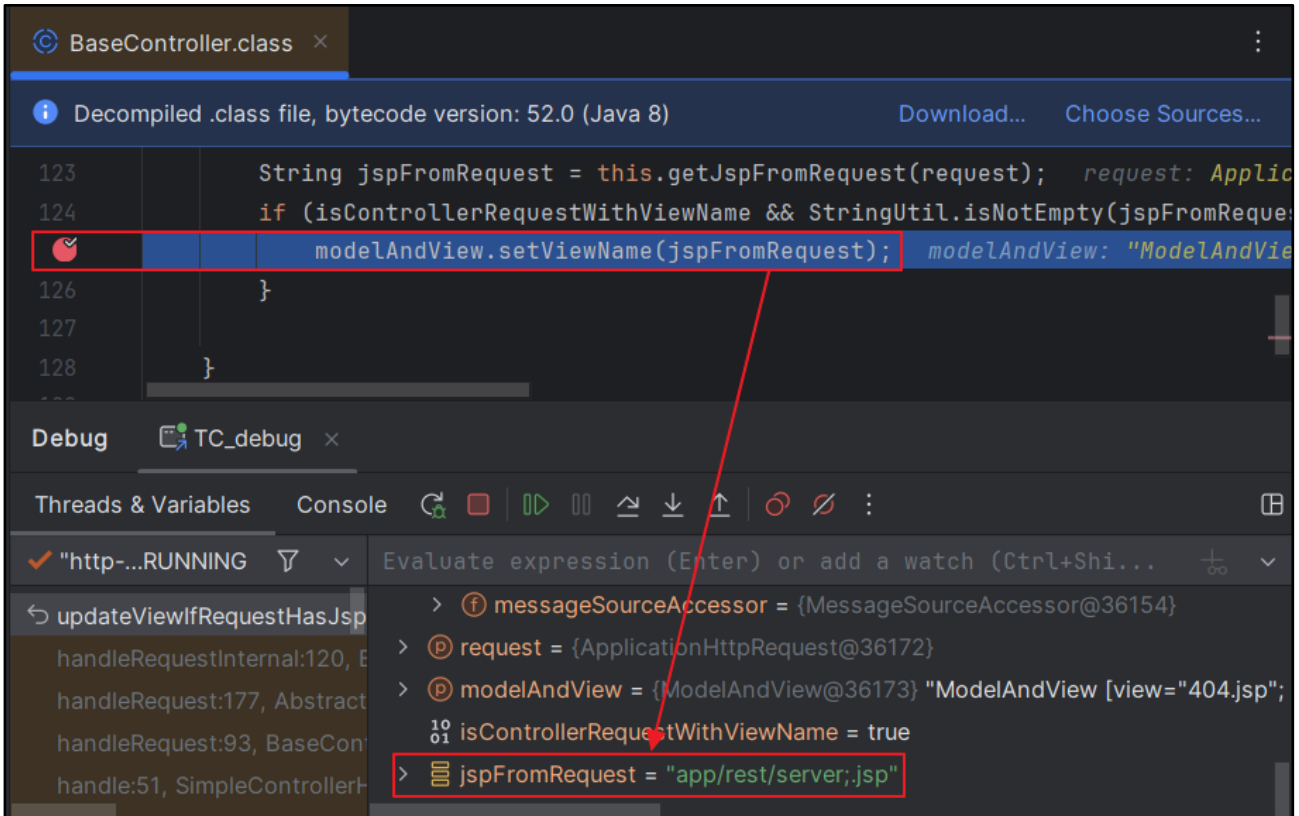 BaseController.class
Decompiled .class file, bytecode version: 52.0 (Java 8) Download... Choose Sources...
123 String jspFromRequest = this.getJspFromRequest(request); request: Applic
124 if (isControllerRequestWithViewName && StringUtil.isNotEmpty(jspFromReque
modelAndView.setViewName(jspFromRequest); modelAndView: "ModelAndVie
126 }
127
128 }
Debug TC_debug
Threads & Variables Console
"http-...RUNNING Evaluate expression (Enter) or add a watch (Ctrl+Shi...
updateViewIfRequestHasJsp messageSourceAccessor = {MessageSourceAccessor@36154}
handleRequestInternal:120, request = {ApplicationHttpRequest@36172}
handleRequest:177, Abstract modelAndView = {ModelAndView@36173} "ModelAndView [view="404.jsp";
handleRequest:93, BaseCon isControllerRequestWithViewName = true
handle:51, SimpleController jspFromRequest = "app/rest/server;.jsp"